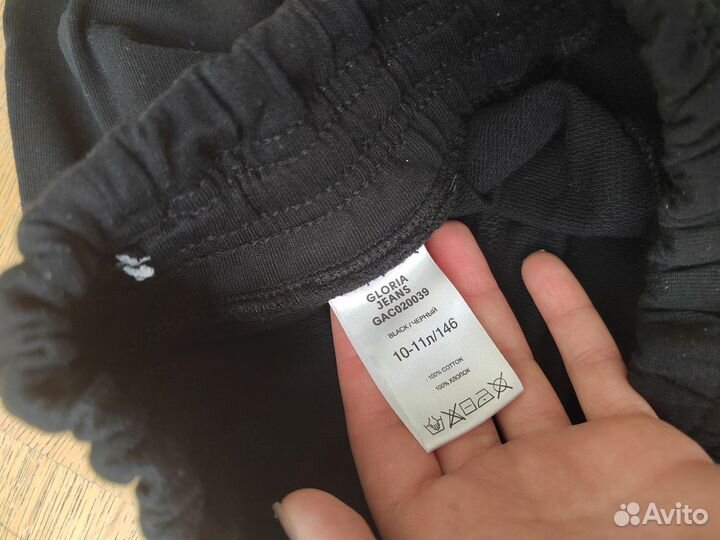 GLORIA
JEANS
GAC020039
BLACK / ЧЕРНЫЙ
10-11л/146
100% COTTON
100% ХЛОПОК
Avito